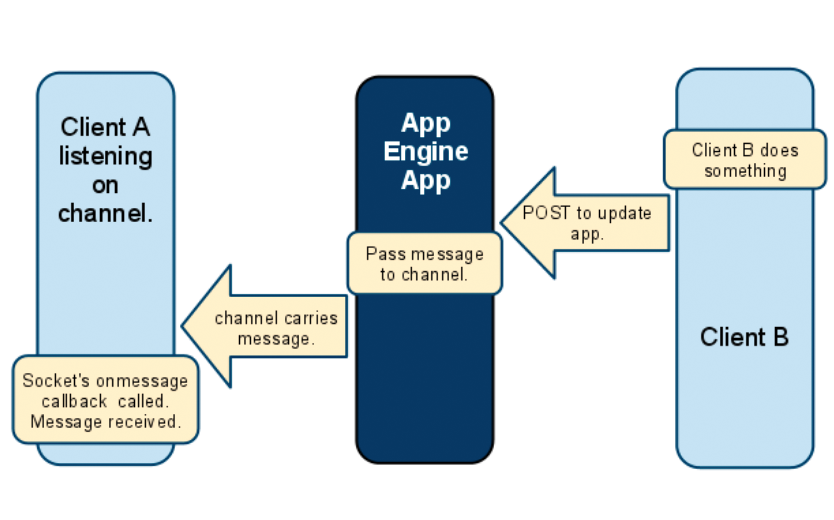 Client A
listening
on
channel.
Socket's onmessage
callback called.
Message received.
channel carries
message.
App
Engine
App
Pass message
to channel.
POST to update
app.
Client B does
something
Client B